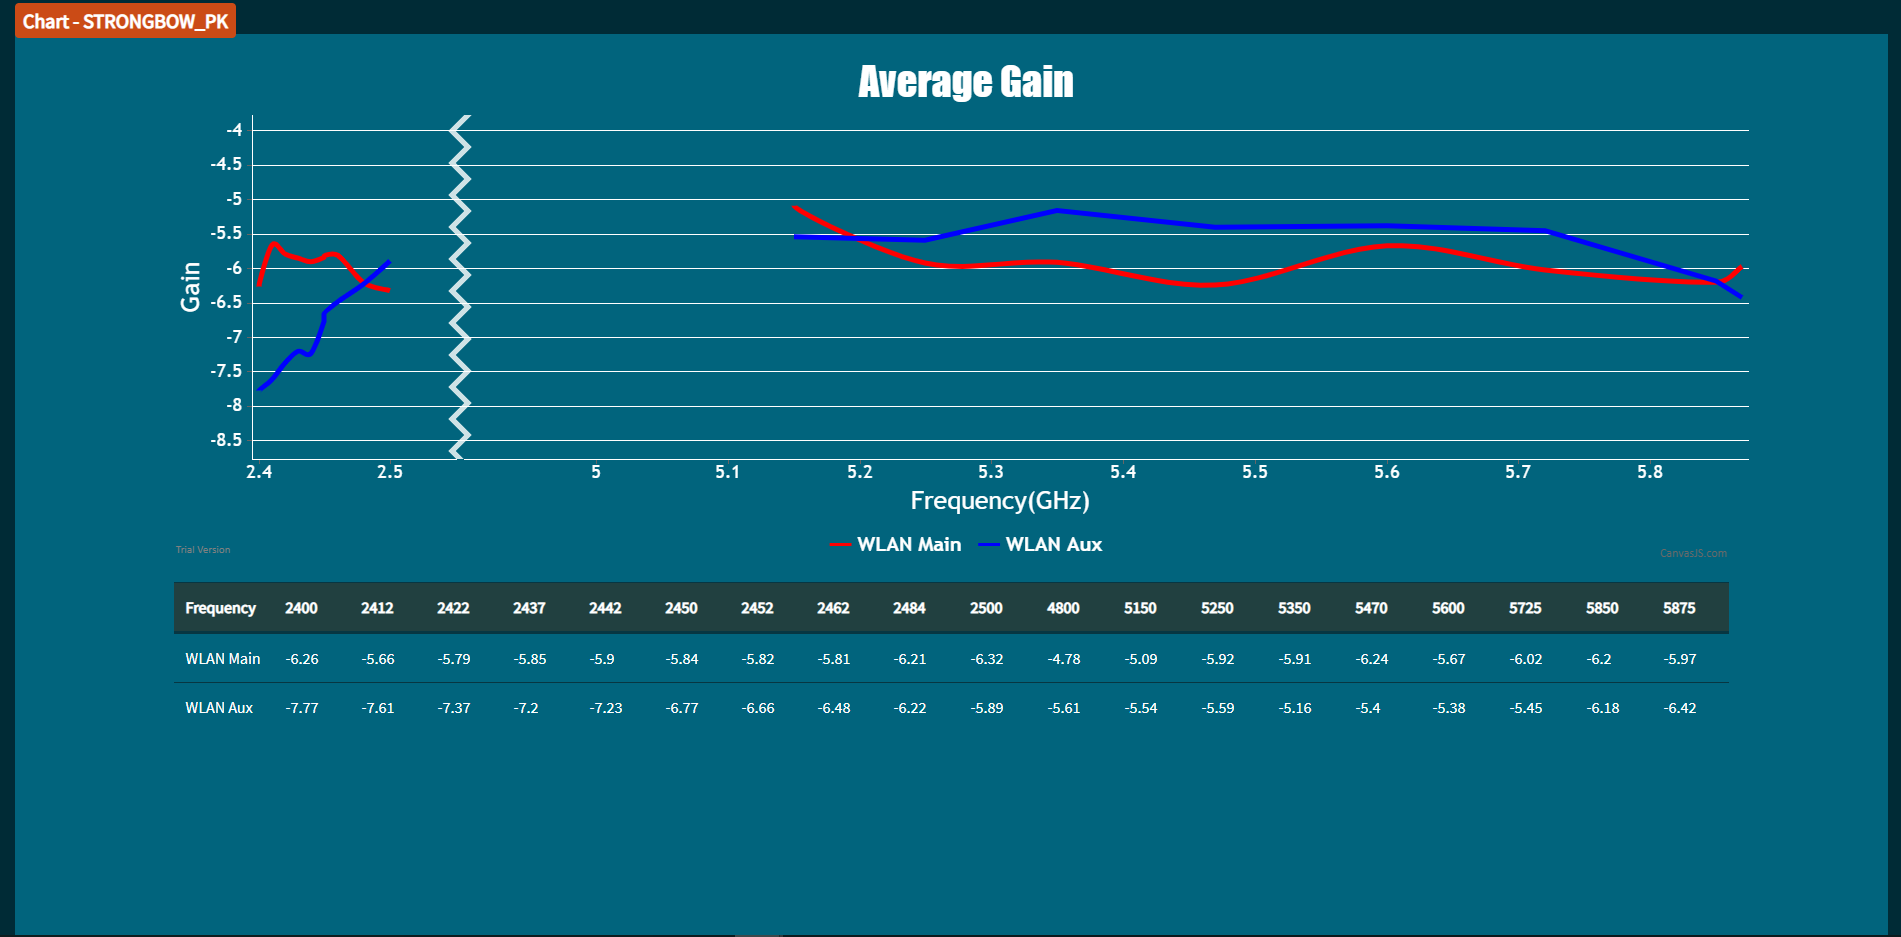 Chart - STRONGBOW_PK
Average Gain
-4
-4.5
-5
-5.5
-6
-6.5
-7
-7.5
-8
-8.5
Gain
2.4 2.5 5 5.1 5.2 5.3 5.4 5.5 5.6 5.7 5.8
Frequency(GHz)
WLAN Main WLAN Aux
Trial Version
CanvasJS.com
Frequency 2400 2412 2422 2437 2442 2450 2452 2462 2484 2500 4800 5150 5250 5350 5470 5600 5725 5850 5875
WLAN Main -6.26 -5.66 -5.79 -5.85 -5.9 -5.84 -5.82 -5.81 -6.21 -6.32 -4.78 -5.09 -5.92 -5.91 -6.24 -5.67 -6.02 -6.2 -5.97
WLAN Aux -7.77 -7.61 -7.37 -7.2 -7.23 -6.77 -6.66 -6.48 -6.22 -5.89 -5.61 -5.54 -5.59 -5.16 -5.4 -5.38 -5.45 -6.18 -6.42